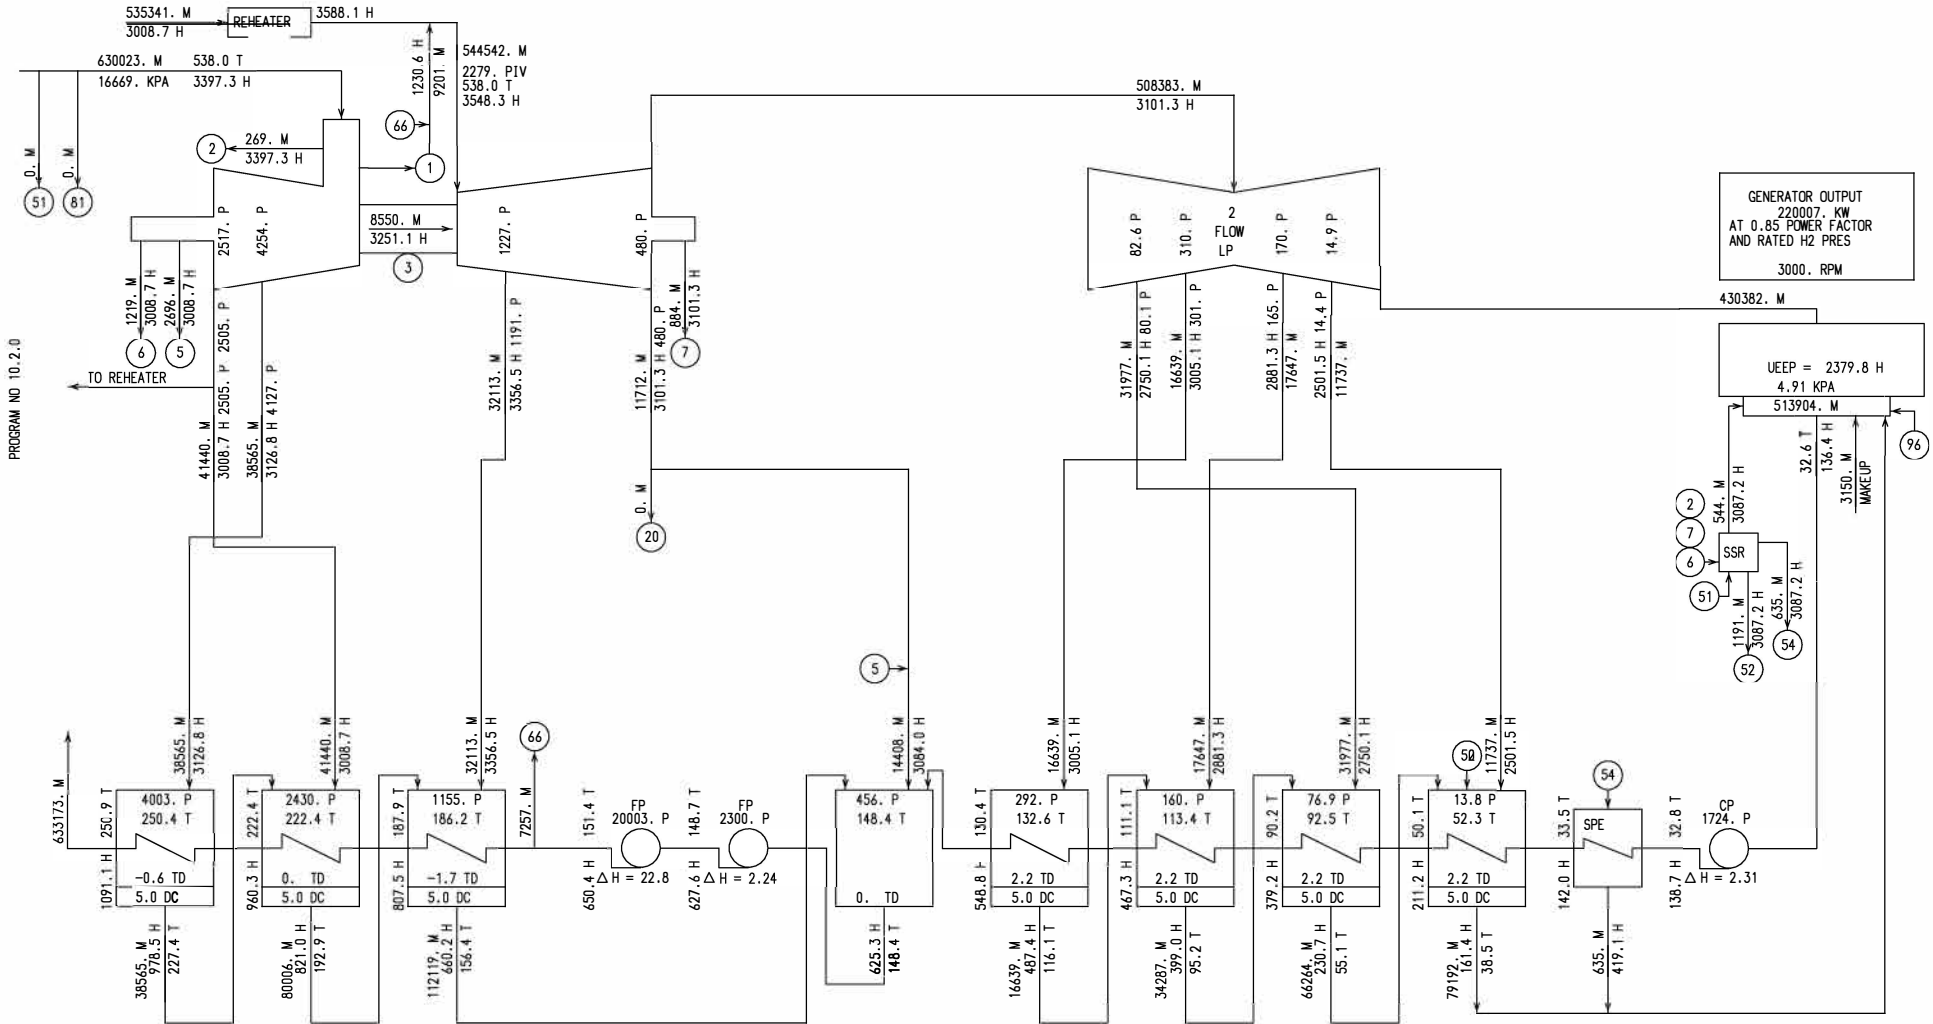 535341. M
3008.7 H
REHEATER
3588.1 H
630023. M 538.0 T
16669. KPA 3397.3 H
1230.6 H
9201. M
544542. M
2279. PIV
538.0 T
3548.3 H
66
508383. M
3101.3 H
2
269. M
3397.3 H
1
0. M
0. M
51
81
8550. M
3251.1 H
3
2517. P
4254. P
1227. P
480. P
82.6 P
310. P
2
FLOW
LP
170. P
14.9 P
GENERATOR OUTPUT
220007. KW
AT 0.85 POWER FACTOR
AND RATED H2 PRES
3000. RPM
430382. M
1219. M
3008.7 H
2696. M
3008.7 H
6
5
884. M
3101.3 H
7
TO REHEATER
PROGRAM NO 10.2.0
41440. M
3008.7 H 2505. P 2505. P
38565. M
3126.8 H 4127. P
32113. M
3356.5 H 1191. P
11712. M
3101.3 H 480. P
31977. M
2750.1 H 80.1 P
16639. M
3005.1 H 301. P
2881.3 H 165. P
17647. M
2501.5 H 14.4 P
11737. M
UEEP = 2379.8 H
4.91 KPA
513904. M
96
32.6 T
136.4 H
3150. M
MAKEUP
544. M
3087.2 H
2
7
6
SSR
51
1191. M
3087.2 H
635. M
3087.2 H
54
52
0. M
20
5
633173. M
38565. M
3126.8 H
41440. M
3008.7 H
32113. M
3356.5 H
66
7257. M
14408. M
3084.0 H
16639. M
3005.1 H
17647. M
2881.3 H
31977. M
2750.1 H
50
11737. M
2501.5 H
54
1091.1 H 250.9 T
4003. P
250.4 T
-0.6 TD
5.0 DC
960.3 H 222.4 T
2430. P
222.4 T
0. TD
5.0 DC
807.5 H 187.9 T
1155. P
186.2 T
-1.7 TD
5.0 DC
650.4 H 151.4 T
FP
20003. P
△ H = 22.8
627.6 H 148.7 T
FP
2300. P
△ H = 2.24
456. P
148.4 T
0. TD
548.8 H 130.4 T
292. P
132.6 T
2.2 TD
5.0 DC
467.3 H 111.1 T
160. P
113.4 T
2.2 TD
5.0 DC
379.2 H 90.2 T
76.9 P
92.5 T
2.2 TD
5.0 DC
211.2 H 50.1 T
13.8 P
52.3 T
2.2 TD
5.0 DC
142.0 H 33.5 T
SPE
138.7 H 32.8 T
CP
1724. P
△ H = 2.31
38565. M
978.5 H
227.4 T
80006. M
821.0 H
192.9 T
112119. M
660.2 H
156.4 T
625.3 H
148.4 T
16639. M
487.4 H
116.1 T
34287. M
399.0 H
95.2 T
66264. M
230.7 H
55.1 T
79192. M
161.4 H
38.5 T
635. M
419.1 H